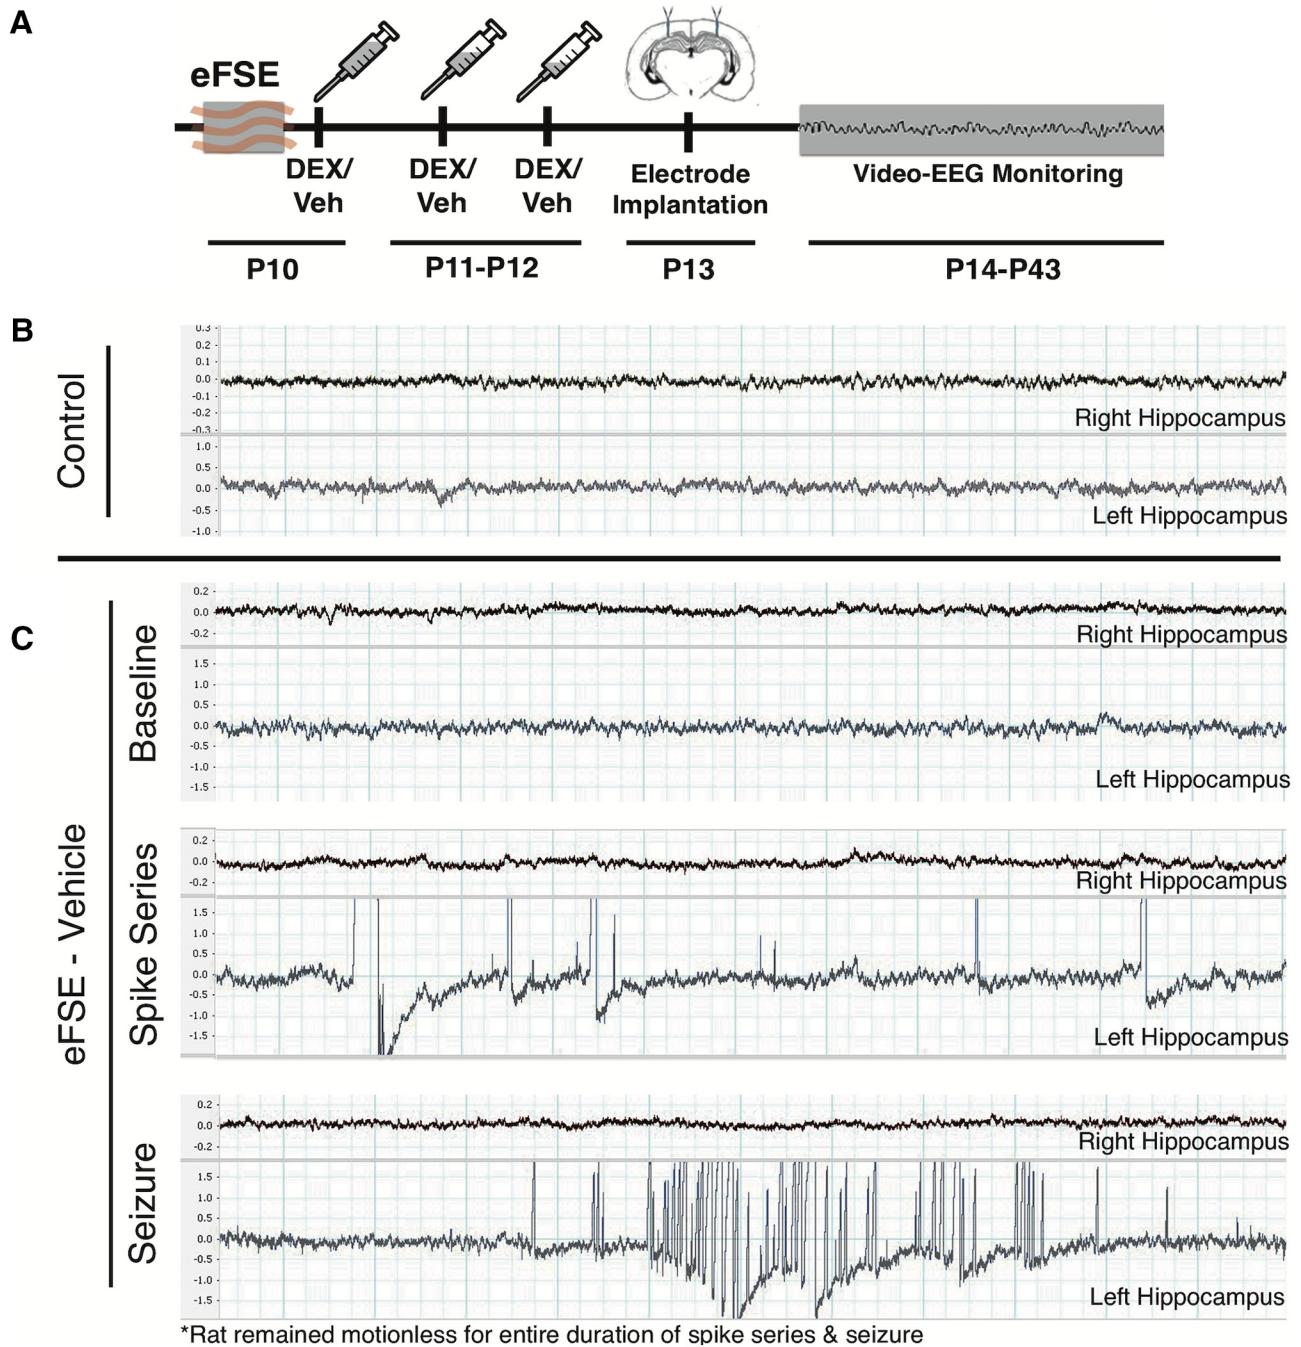 A
eFSE
DEX/
Veh
DEX/
Veh
DEX/
Veh
Electrode
Implantation
Video-EEG Monitoring
P10
P11-P12
P13
P14-P43
B
Control
0.3
0.2
0.1
0.0
-0.1
-0.2
-0.3
Right Hippocampus
1.0
0.5
0.0
-0.5
-1.0
Left Hippocampus
C
eFSE - Vehicle
Baseline
0.2
0.0
-0.2
Right Hippocampus
1.5
1.0
0.5
0.0
-0.5
-1.0
-1.5
Left Hippocampus
Spike Series
0.2
0.0
-0.2
Right Hippocampus
1.5
1.0
0.5
0.0
-0.5
-1.0
-1.5
Left Hippocampus
Seizure
0.2
0.0
-0.2
Right Hippocampus
1.5
1.0
0.5
0.0
-0.5
-1.0
-1.5
Left Hippocampus
*Rat remained motionless for entire duration of spike series & seizure